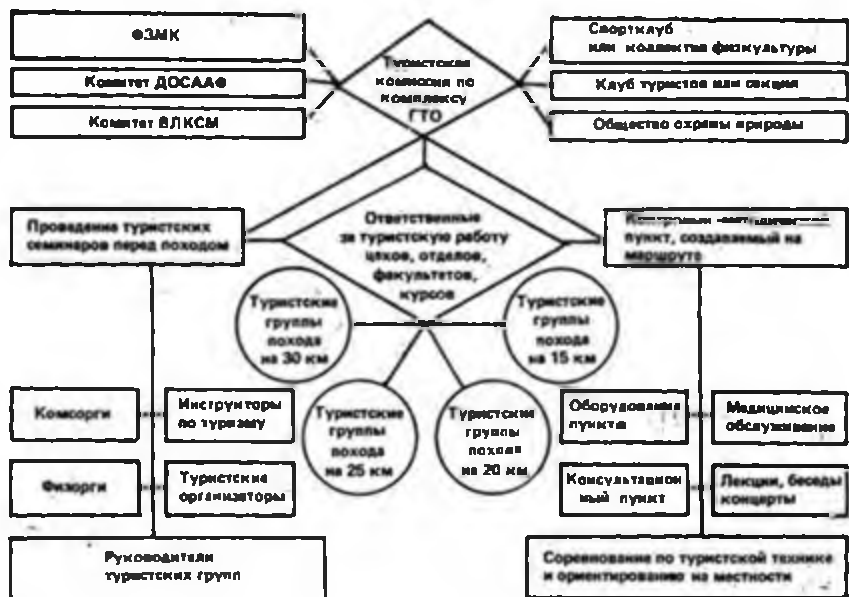 ФЗМК
Комитет ДОСААФ
Комитет ВЛКСМ
Туристская
комиссия по
комплексу
ГТО
Спортклуб
или коллектив физкультуры
Клуб туристов или секция
Общество охраны природы
Проведение туристских
семинаров перед походом
Ответственные
за туристскую работу
цехов, отделов,
факультетов,
курсов
пункт, создаваемый на
маршруте
Туристские
группы
похода
на 30 км
Туристские
группы
похода
на 15 км
Туристские
группы
похода
на 25 км
Туристские
группы
похода
на 20 км
Комсорги
Инструкторы
по туризму
Физорги
Туристские
организаторы
Руководители
туристских групп
Оборудование
пункта
Медицинское
обслуживание
Консультацион
ный пункт
Лекции, беседы
концерты
Соревнование по туристской технике
и ориентированию на местности